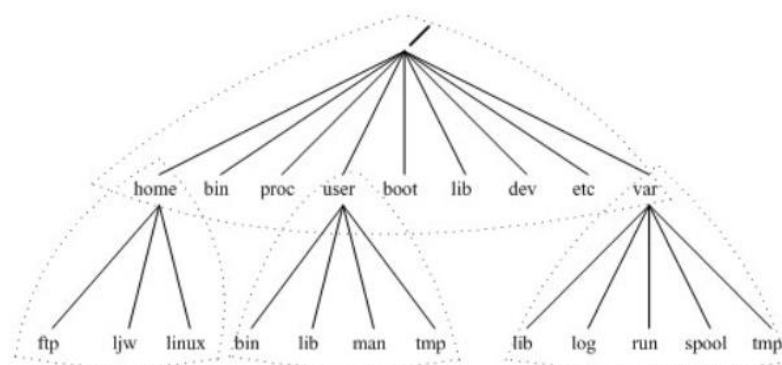 /
home bin proc user boot lib dev etc var
ftp ljw linux bin lib man tmp lib log run spool tmp